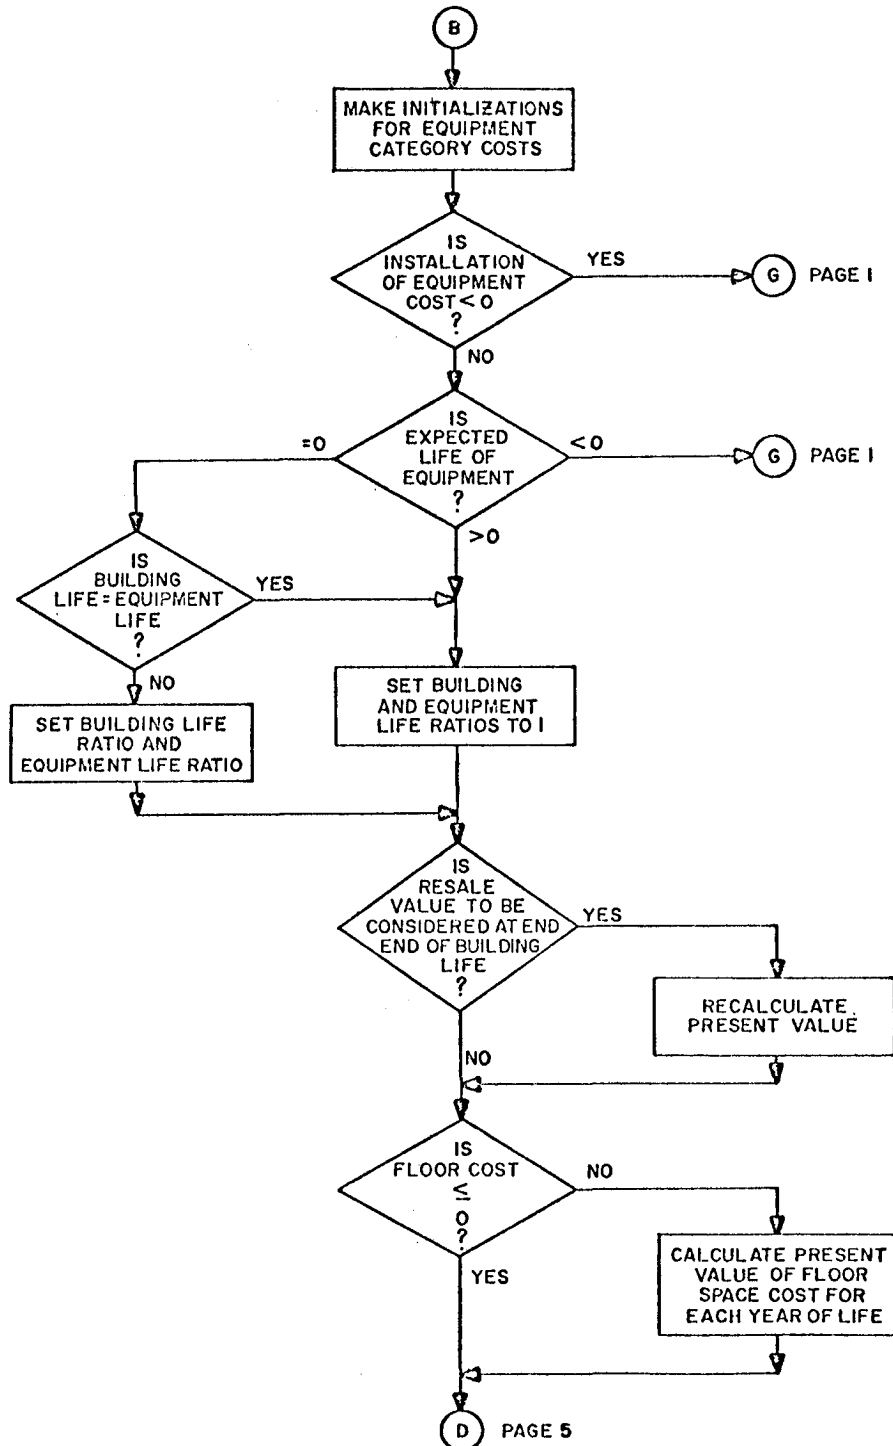 B
MAKE INITIALIZATIONS
FOR EQUIPMENT
CATEGORY COSTS
IS
INSTALLATION
OF EQUIPMENT
COST < 0
?
YES
G PAGE 1
NO
IS
EXPECTED
LIFE OF
EQUIPMENT
?
=0
<0
G PAGE 1
>0
IS
BUILDING
LIFE = EQUIPMENT
LIFE
?
YES
NO
SET BUILDING LIFE
RATIO AND
EQUIPMENT LIFE RATIO
SET BUILDING
AND EQUIPMENT
LIFE RATIOS TO 1
IS
RESALE
VALUE TO BE
CONSIDERED AT END
END OF BUILDING
LIFE
?
YES
RECALCULATE
PRESENT VALUE
NO
IS
FLOOR COST
≤
0
?
NO
CALCULATE PRESENT
VALUE OF FLOOR
SPACE COST FOR
EACH YEAR OF LIFE
YES
D PAGE 5